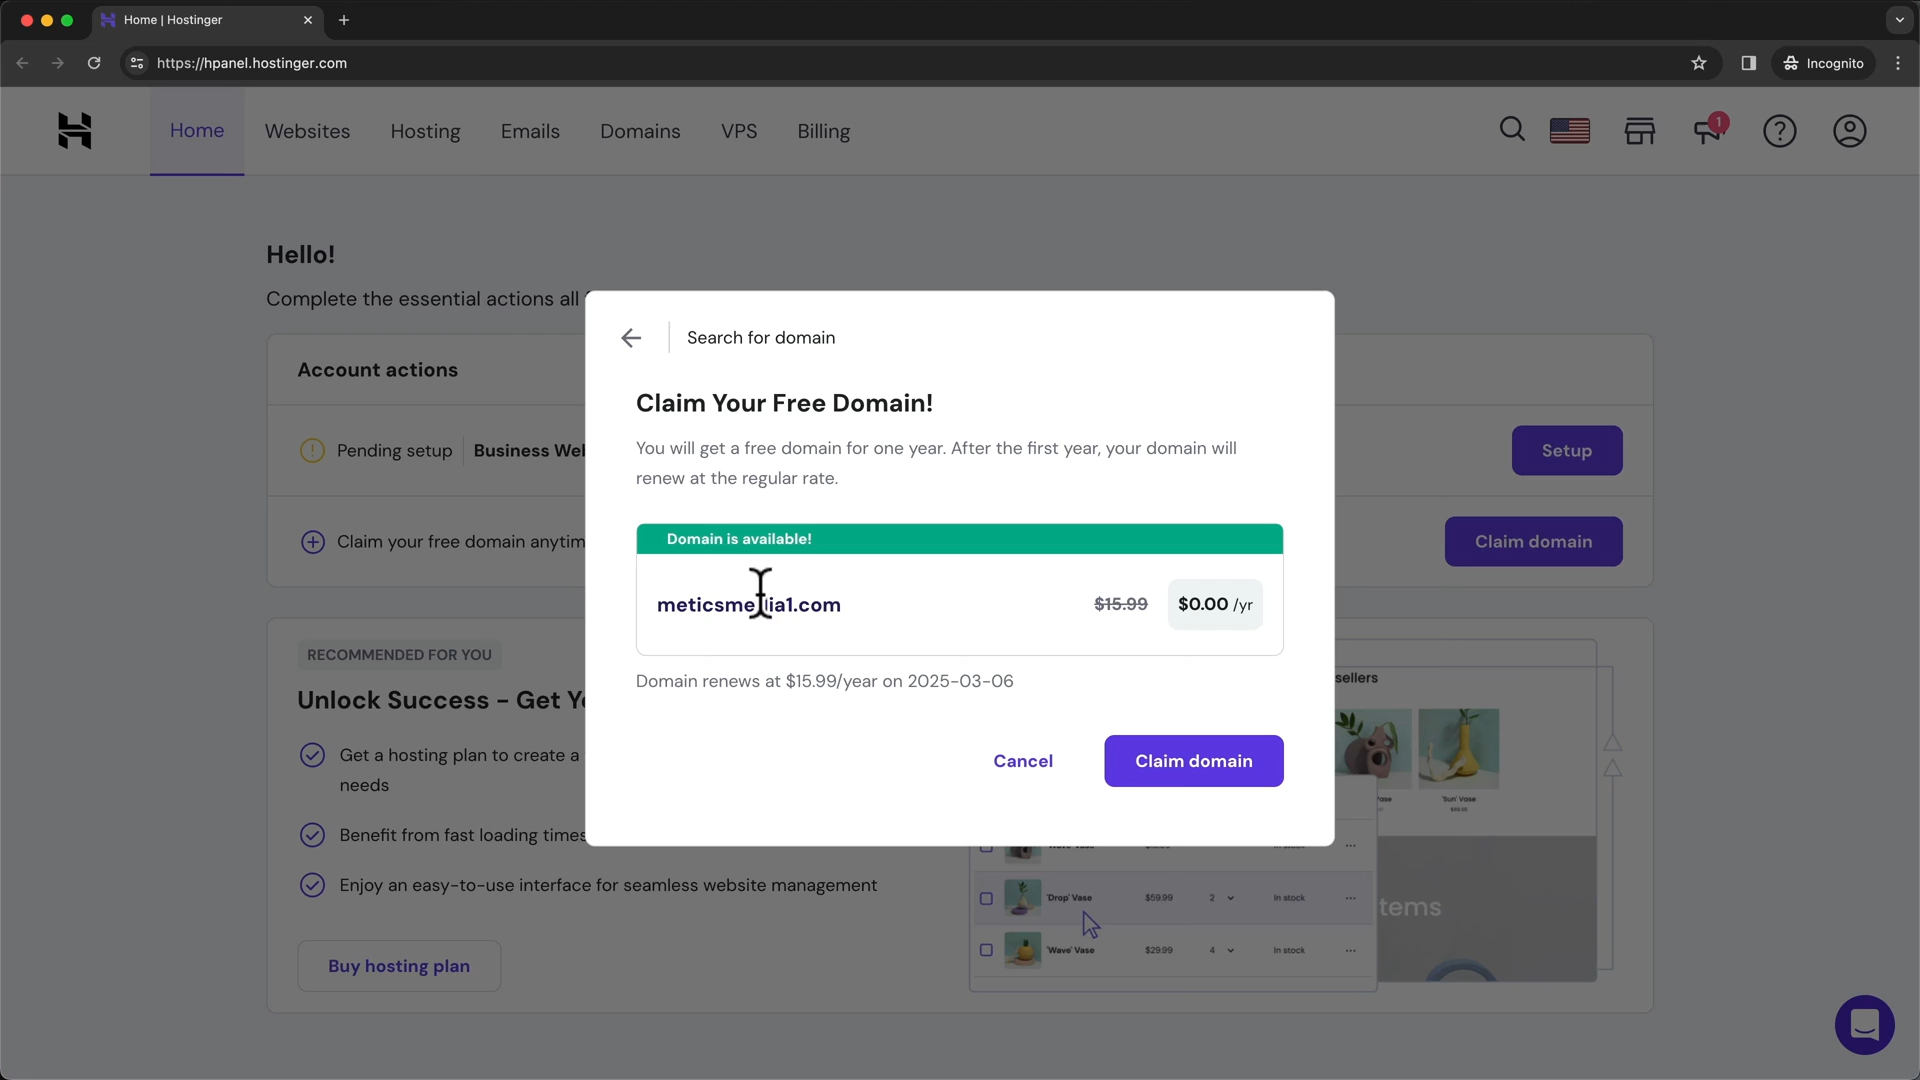 Home | Hostinger
https://hpanel.hostinger.com
Incognito
Home
Websites
Hosting
Emails
Domains
VPS
Billing
1
Hello!
Complete the essential actions all
Account actions
Pending setup
Business Wel
Setup
Claim your free domain anytim
Claim domain
Search for domain
Claim Your Free Domain!
You will get a free domain for one year. After the first year, your domain will
renew at the regular rate.
Domain is available!
meticsmedia1.com
$15.99
$0.00 /yr
Domain renews at $15.99/year on 2025-03-06
Cancel
Claim domain
RECOMMENDED FOR YOU
Unlock Success - Get Yo
Get a hosting plan to create a
needs
Benefit from fast loading times
Enjoy an easy-to-use interface for seamless website management
Buy hosting plan
sellers
'Sun' Vase
'Drop' Vase
$59.99
2
In stock
'Wave' Vase
$29.99
4
In stock
tems